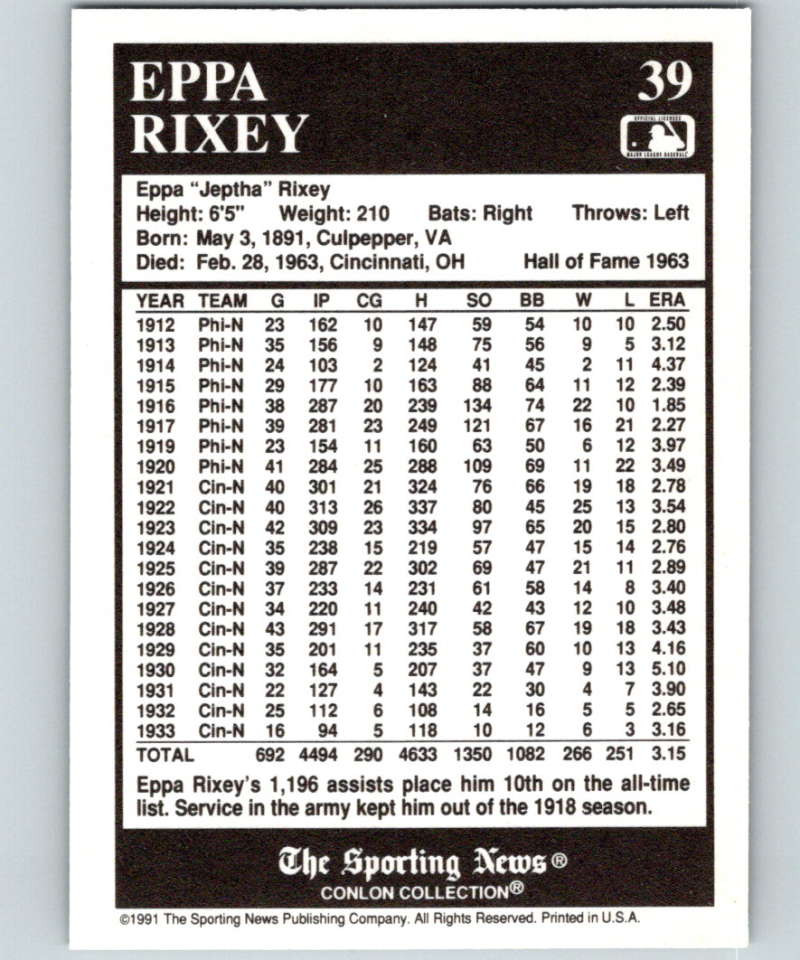 EPPA
RIXEY
39
OFFICIAL LICENSEE
MAJOR LEAGUE BASEBALL
Eppa “Jeptha” Rixey
Height: 6'5" Weight: 210 Bats: Right Throws: Left
Born: May 3, 1891, Culpepper, VA
Died: Feb. 28, 1963, Cincinnati, OH Hall of Fame 1963
YEAR TEAM G IP CG H SO BB W L ERA
1912 Phi-N 23 162 10 147 59 54 10 10 2.50
1913 Phi-N 35 156 9 148 75 56 9 5 3.12
1914 Phi-N 24 103 2 124 41 45 2 11 4.37
1915 Phi-N 29 177 10 163 88 64 11 12 2.39
1916 Phi-N 38 287 20 239 134 74 22 10 1.85
1917 Phi-N 39 281 23 249 121 67 16 21 2.27
1919 Phi-N 23 154 11 160 63 50 6 12 3.97
1920 Phi-N 41 284 25 288 109 69 11 22 3.49
1921 Cin-N 40 301 21 324 76 66 19 18 2.78
1922 Cin-N 40 313 26 337 80 45 25 13 3.54
1923 Cin-N 42 309 23 334 97 65 20 15 2.80
1924 Cin-N 35 238 15 219 57 47 15 14 2.76
1925 Cin-N 39 287 22 302 69 47 21 11 2.89
1926 Cin-N 37 233 14 231 61 58 14 8 3.40
1927 Cin-N 34 220 11 240 42 43 12 10 3.48
1928 Cin-N 43 291 17 317 58 67 19 18 3.43
1929 Cin-N 35 201 11 235 37 60 10 13 4.16
1930 Cin-N 32 164 5 207 37 47 9 13 5.10
1931 Cin-N 22 127 4 143 22 30 4 7 3.90
1932 Cin-N 25 112 6 108 14 16 5 5 2.65
1933 Cin-N 16 94 5 118 10 12 6 3 3.16
TOTAL 692 4494 290 4633 1350 1082 266 251 3.15
Eppa Rixey's 1,196 assists place him 10th on the all-time
list. Service in the army kept him out of the 1918 season.
The Sporting News®
CONLON COLLECTION®
©1991 The Sporting News Publishing Company. All Rights Reserved. Printed in U.S.A.